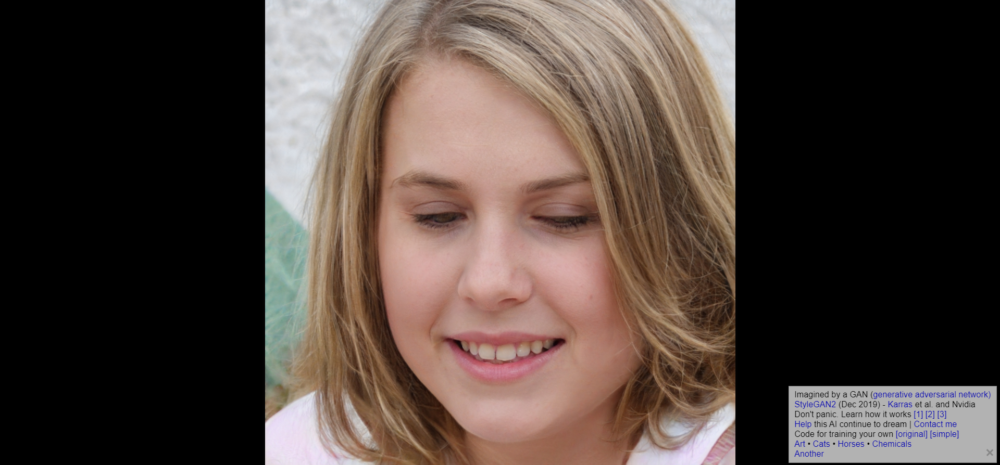 Imagined by a GAN (generative adversarial network)
StyleGAN2 (Dec 2019) - Karras et al. and Nvidia
Don't panic. Learn how it works [1] [2] [3]
Help this AI continue to dream | Contact me
Code for training your own [original] [simple]
Art • Cats • Horses • Chemicals
Another